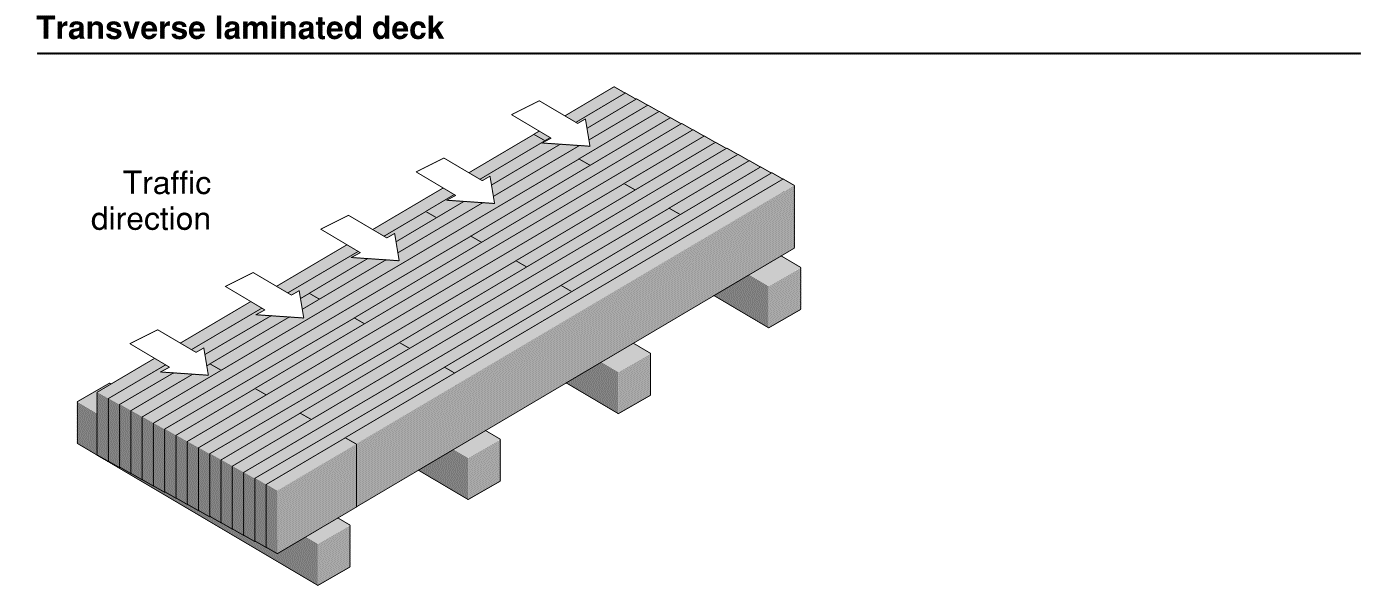 Transverse laminated deck
Traffic
direction